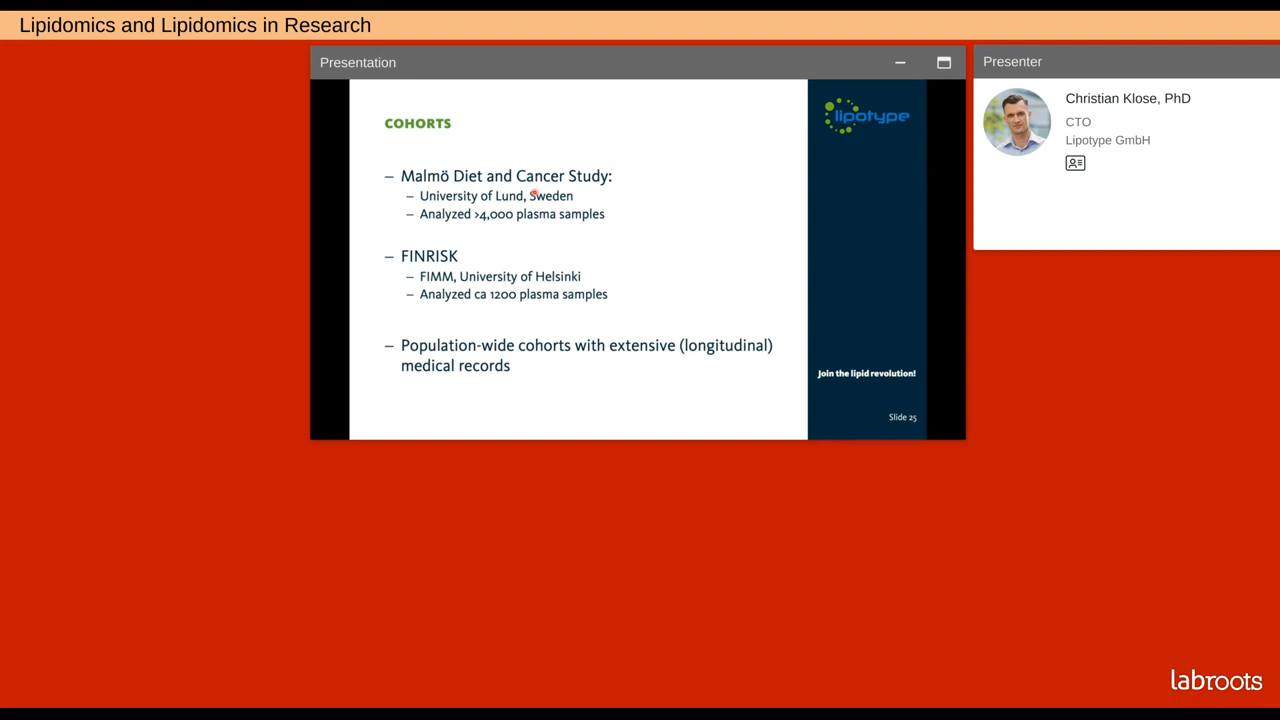 Lipidomics and Lipidomics in Research
Presentation
Presenter
Christian Klose, PhD
CTO
Lipotype GmbH
lipotype
COHORTS
– Malmö Diet and Cancer Study:
– University of Lund, Sweden
– Analyzed >4,000 plasma samples
– FINRISK
– FIMM, University of Helsinki
– Analyzed ca 1200 plasma samples
– Population-wide cohorts with extensive (longitudinal)
medical records
Join the lipid revolution!
Slide 25
labroots